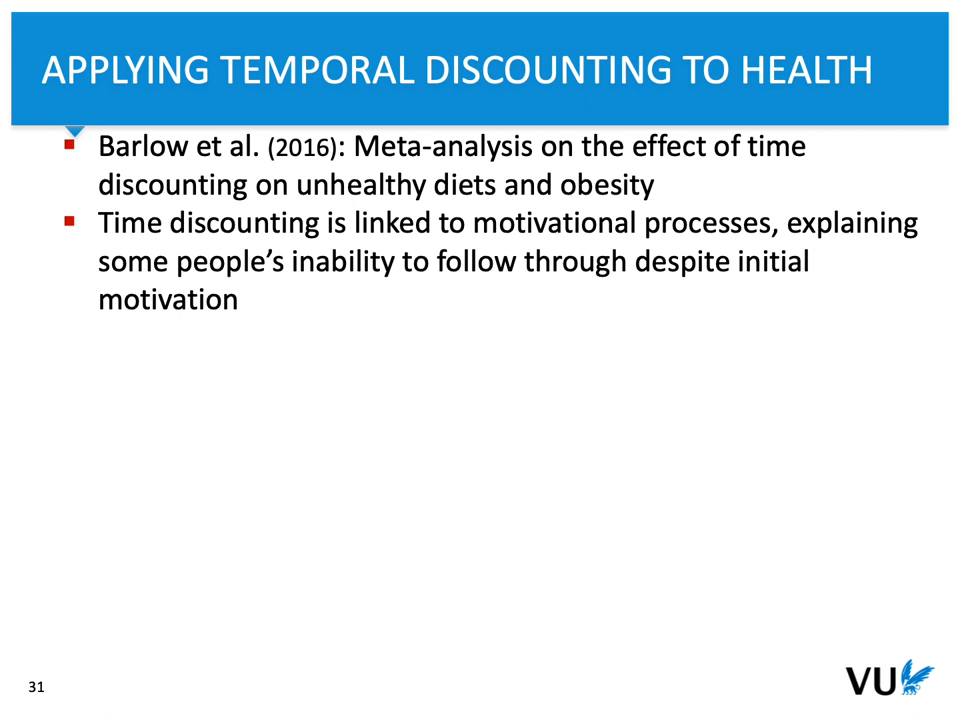 APPLYING TEMPORAL DISCOUNTING TO HEALTH
▪ Barlow et al. (2016): Meta-analysis on the effect of time
discounting on unhealthy diets and obesity
▪ Time discounting is linked to motivational processes, explaining
some people’s inability to follow through despite initial
motivation
31
VU